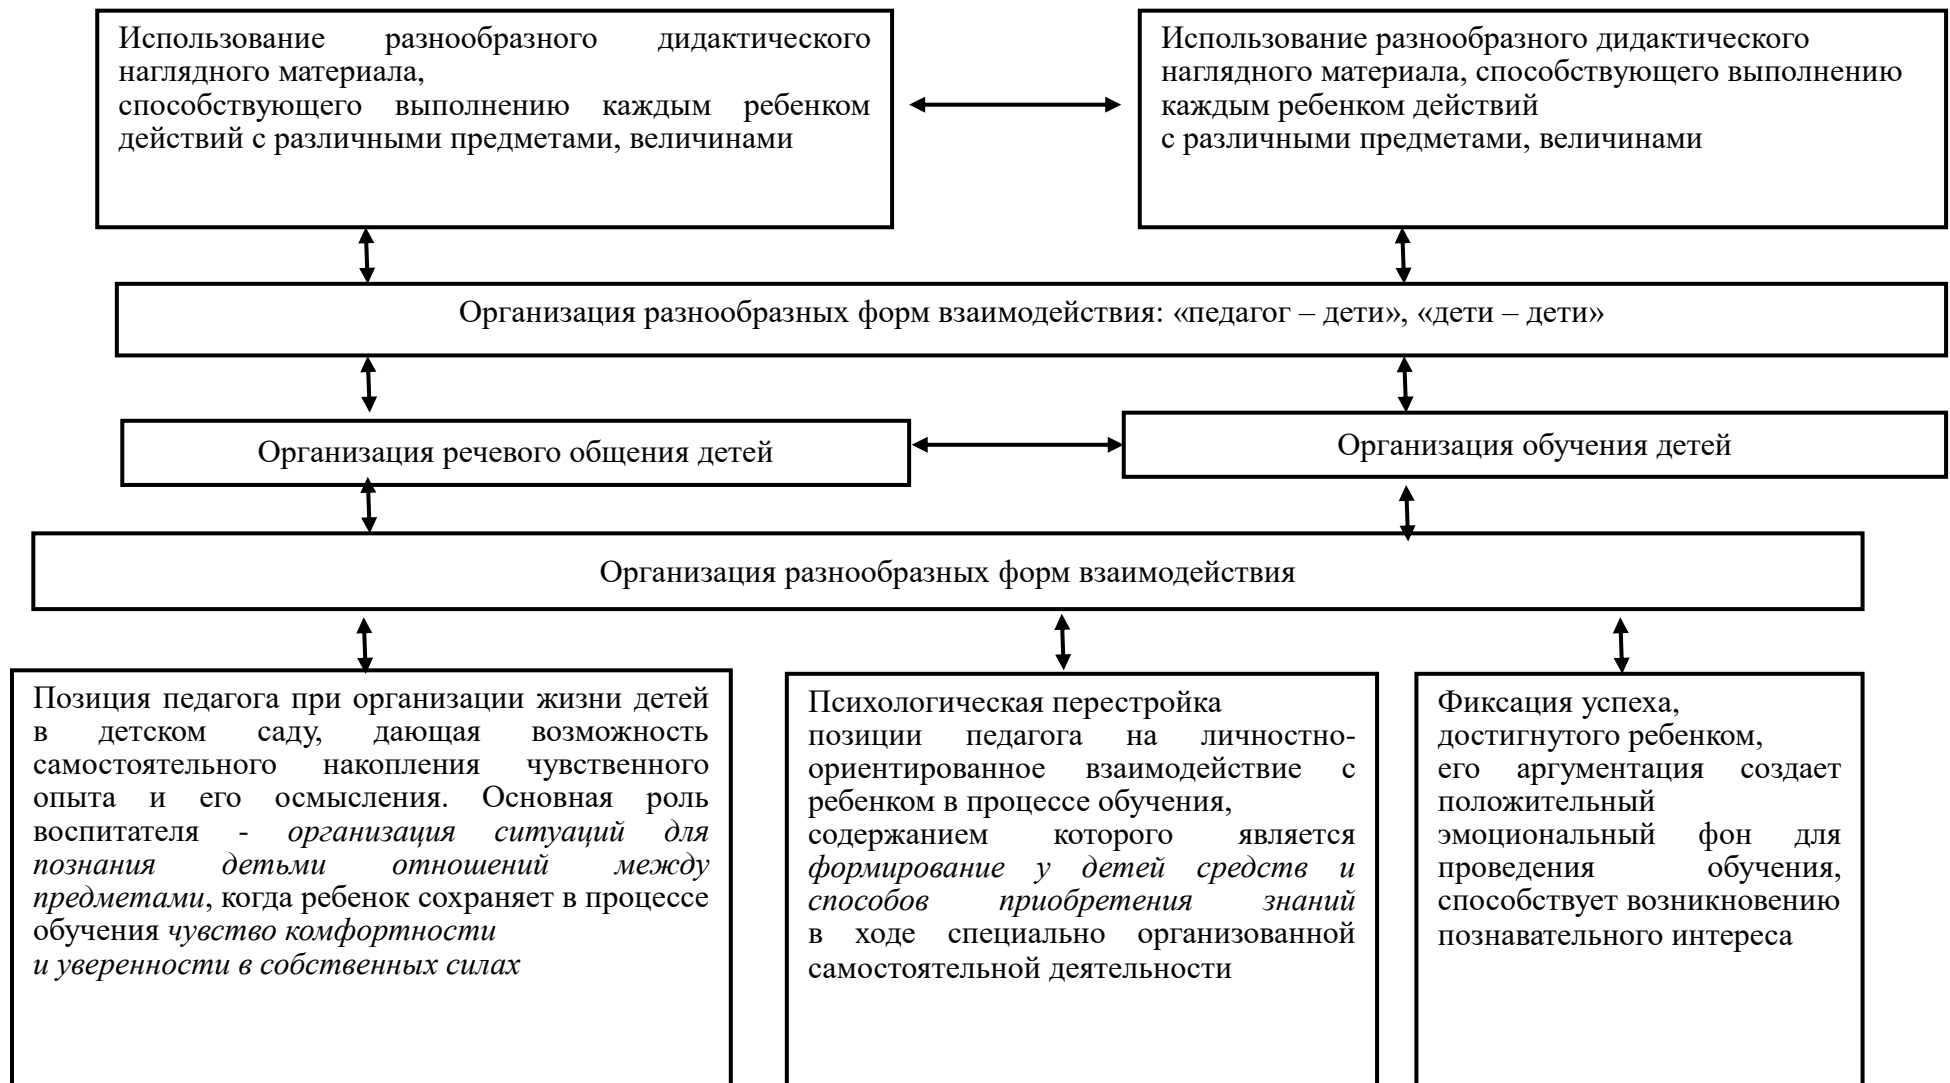 Использование разнообразного дидактического
наглядного материала,
способствующего выполнению каждым ребенком
действий с различными предметами, величинами
Использование разнообразного дидактического
наглядного материала, способствующего выполнению
каждым ребенком действий
с различными предметами, величинами
Организация разнообразных форм взаимодействия: «педагог – дети», «дети – дети»
Организация речевого общения детей
Организация обучения детей
Организация разнообразных форм взаимодействия
Позиция педагога при организации жизни детей
в детском саду, дающая возможность
самостоятельного накопления чувственного
опыта и его осмысления. Основная роль
воспитателя - организация ситуаций для
познания детьми отношений между
предметами, когда ребенок сохраняет в процессе
обучения чувство комфортности
и уверенности в собственных силах
Психологическая перестройка
позиции педагога на личностно-
ориентированное взаимодействие с
ребенком в процессе обучения,
содержанием которого является
формирование у детей средств и
способов приобретения знаний
в ходе специально организованной
самостоятельной деятельности
Фиксация успеха,
достигнутого ребенком,
его аргументация создает
положительный
эмоциональный фон для
проведения обучения,
способствует возникновению
познавательного интереса